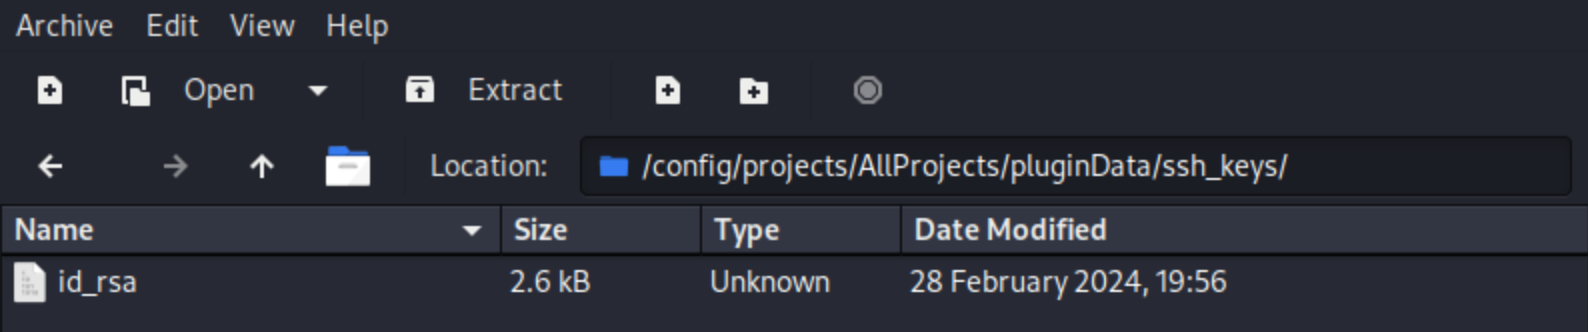 Archive Edit View Help
Open Extract
Location: /config/projects/AllProjects/pluginData/ssh_keys/
Name Size Type Date Modified
id_rsa 2.6 kB Unknown 28 February 2024, 19:56